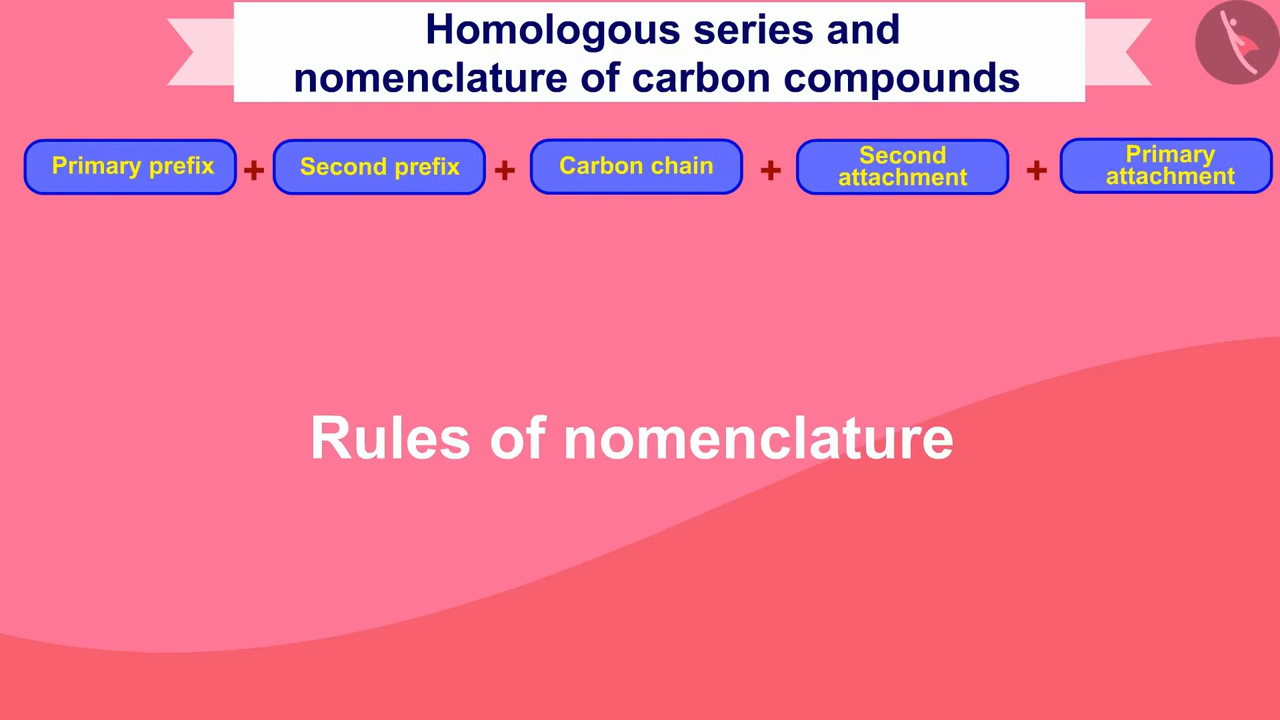 Homologous series and
nomenclature of carbon compounds
Primary prefix + Second prefix + Carbon chain + Second attachment + Primary attachment
Rules of nomenclature